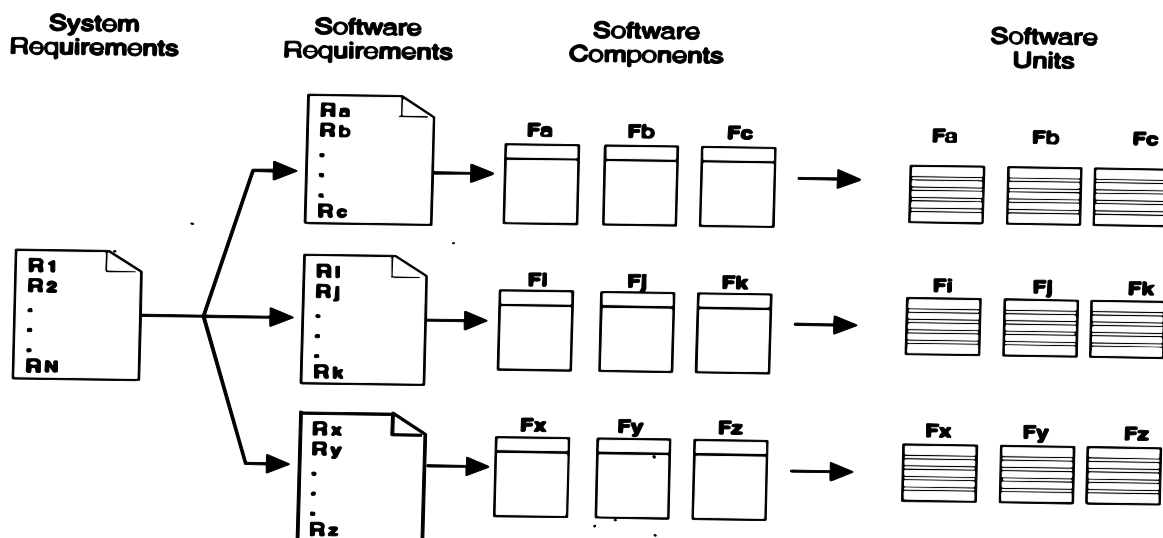 System
Requirements
Software
Requirements
Software
Components
Software
Units
Ra
Rb
.
.
.
Rc
Fa Fb Fc
Fa Fb Fc
R1
R2
.
.
.
RN
RI
Rj
.
.
.
Rk
Fi Fj Fk
Fi Fj Fk
Rx
Ry
.
.
.
Rz
Fx Fy Fz
Fx Fy Fz